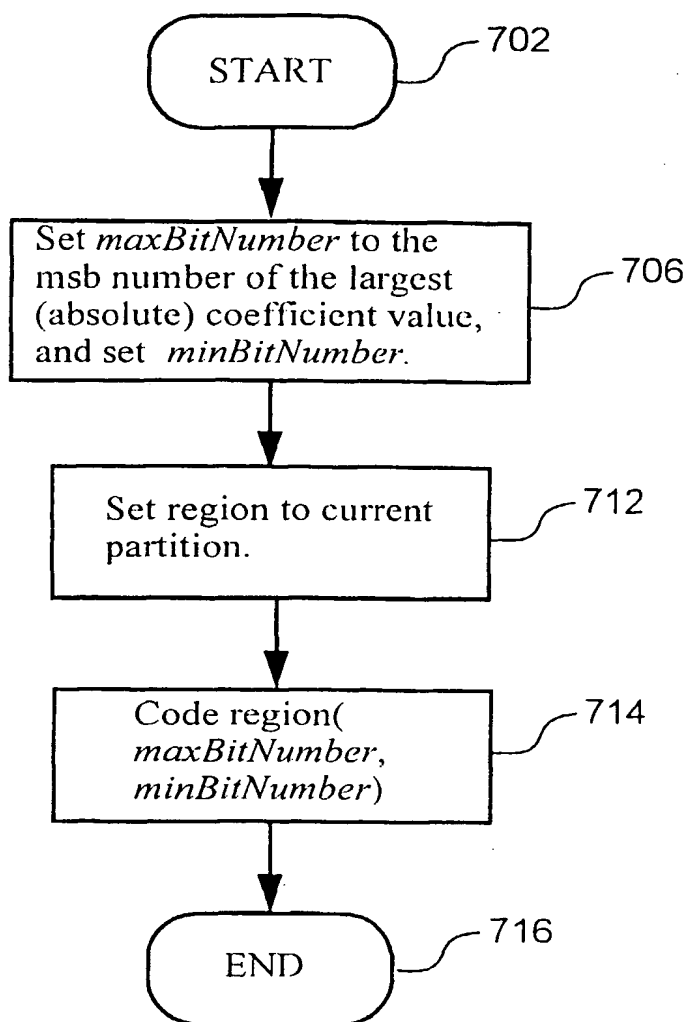 START
702
Set maxBitNumber to the
msb number of the largest
(absolute) coefficient value,
and set minBitNumber.
706
Set region to current
partition.
712
Code region(
maxBitNumber,
minBitNumber)
714
END
716